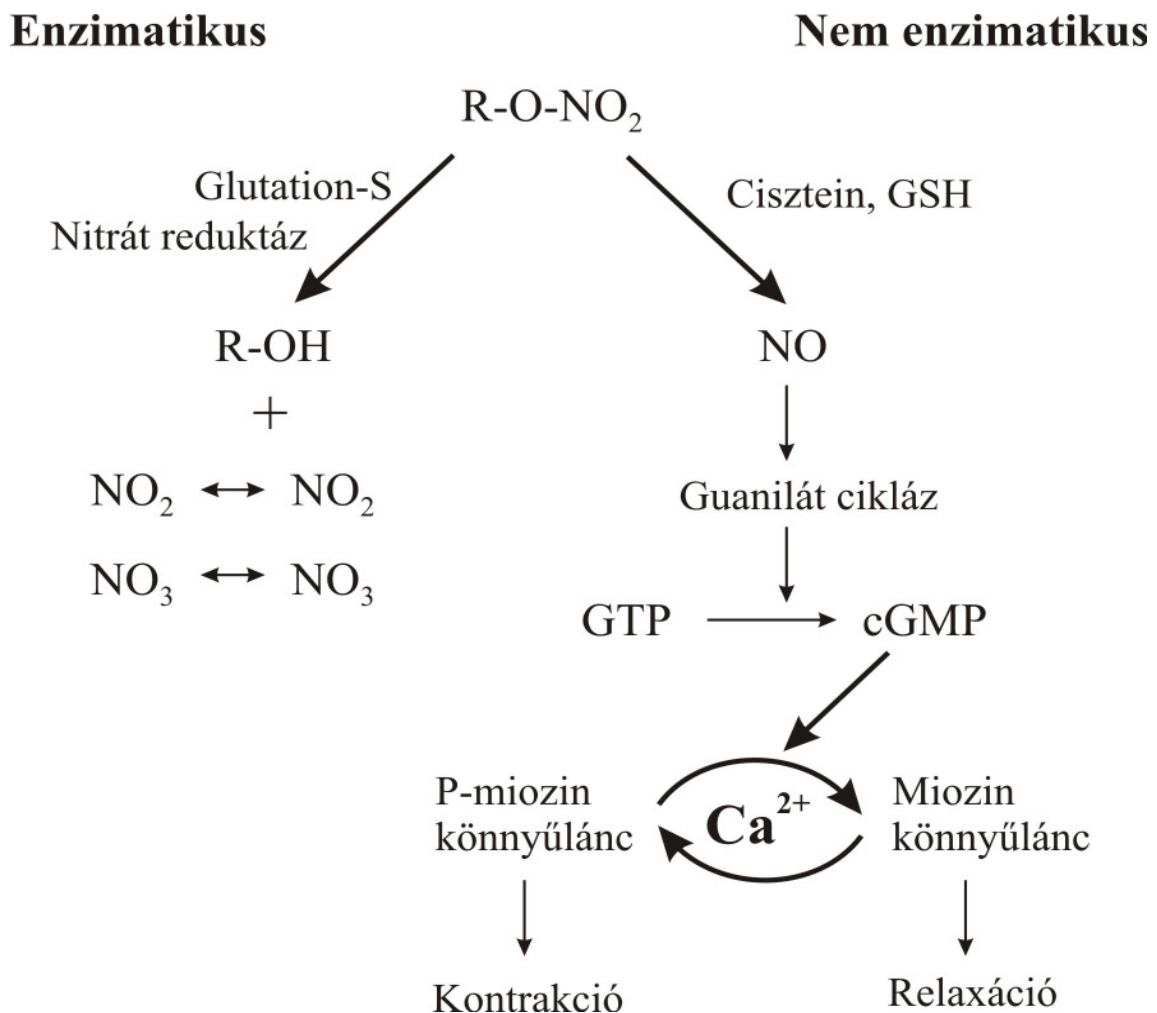 Enzimatikus
Nem enzimatikus
R-O-NO₂
Glutation-S
Nitrát reduktáz
Cisztein, GSH
R-OH
+
NO₂ ↔ NO₂
NO₃ ↔ NO₃
NO
Guanilát cikláz
GTP → cGMP
P-miozin
könnyűlánc
Ca²⁺
Miozin
könnyűlánc
Kontrakció
Relaxáció